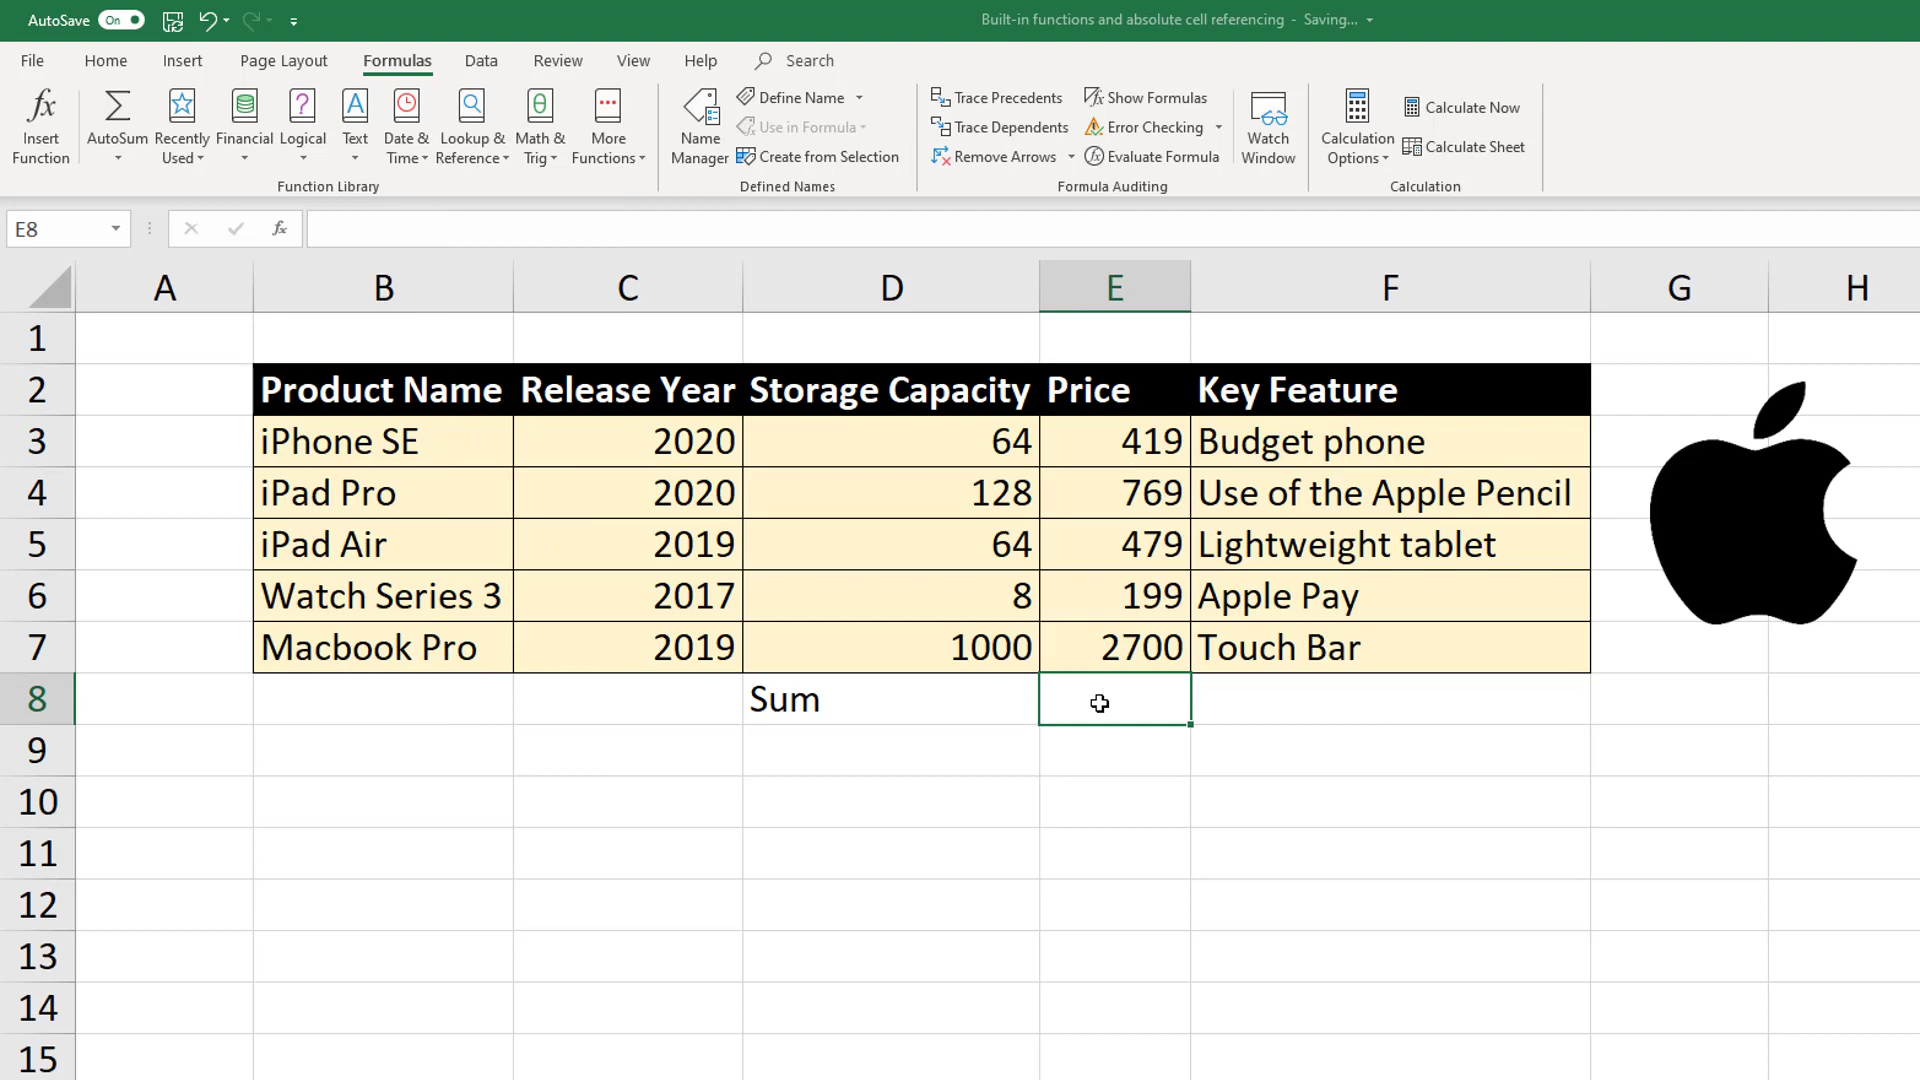 AutoSave On
Built-in functions and absolute cell referencing - Saving...
File Home Insert Page Layout Formulas Data Review View Help Search
fx Insert Function
AutoSum
Recently Used
Financial
Logical
Text
Date & Time
Lookup & Reference
Math & Trig
More Functions
Function Library
Name Manager
Define Name
Use in Formula
Create from Selection
Defined Names
Trace Precedents
Trace Dependents
Remove Arrows
Show Formulas
Error Checking
Evaluate Formula
Formula Auditing
Watch Window
Calculation Options
Calculate Now
Calculate Sheet
Calculation
E8 fx
A B C D E F G H
1
2 Product Name Release Year Storage Capacity Price Key Feature
3 iPhone SE 2020 64 419 Budget phone
4 iPad Pro 2020 128 769 Use of the Apple Pencil
5 iPad Air 2019 64 479 Lightweight tablet
6 Watch Series 3 2017 8 199 Apple Pay
7 Macbook Pro 2019 1000 2700 Touch Bar
8 Sum
9
10
11
12
13
14
15